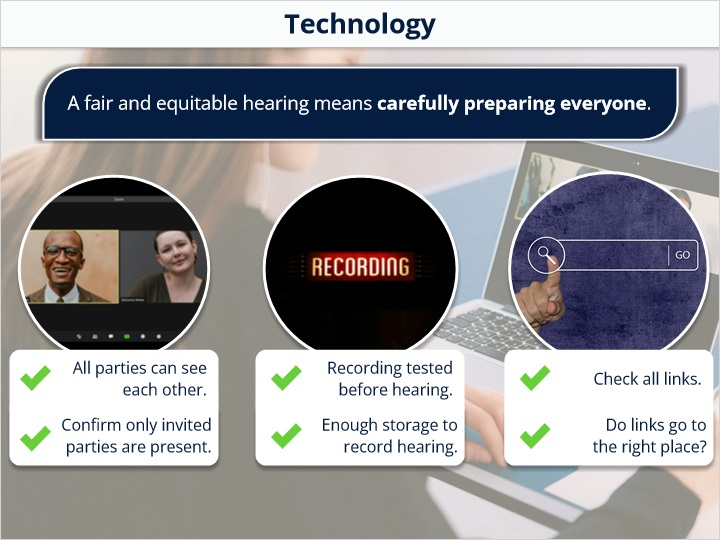 Technology
A fair and equitable hearing means carefully preparing everyone.
Zoom
RECORDING
GO
All parties can see
each other.
Confirm only invited
parties are present.
Recording tested
before hearing.
Enough storage to
record hearing.
Check all links.
Do links go to
the right place?